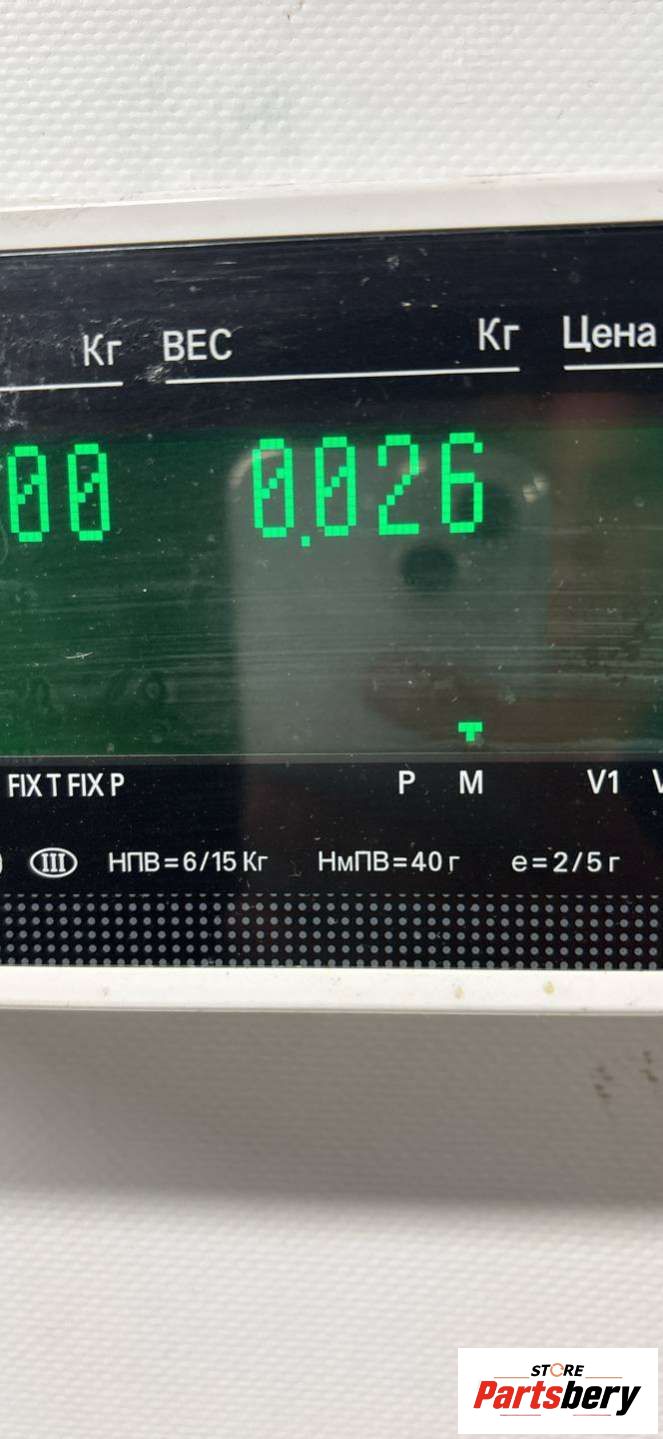 Кг ВЕС Кг Цена
00 0.026
FIX T FIX P P M V1
III НПВ=6/15 Кг НмПВ=40 г e=2/5 г
STORE
Partsbery